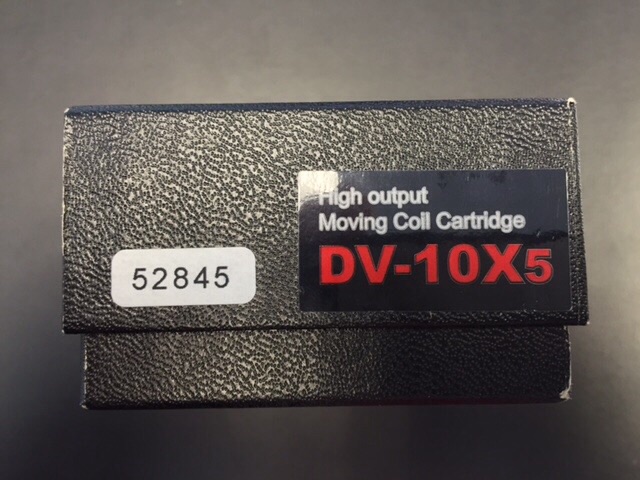 High output
Moving Coil Cartridge
DV-10X5
52845